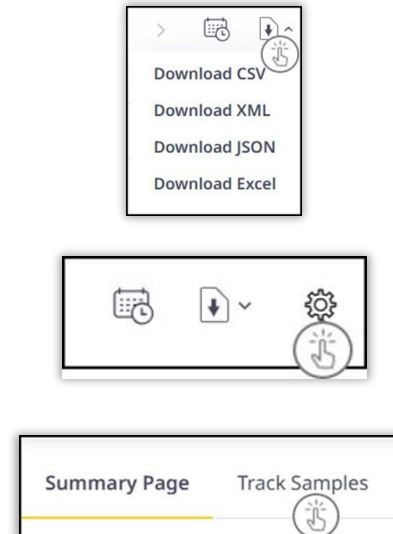 Download CSV
Download XML
Download JSON
Download Excel
Summary Page Track Samples